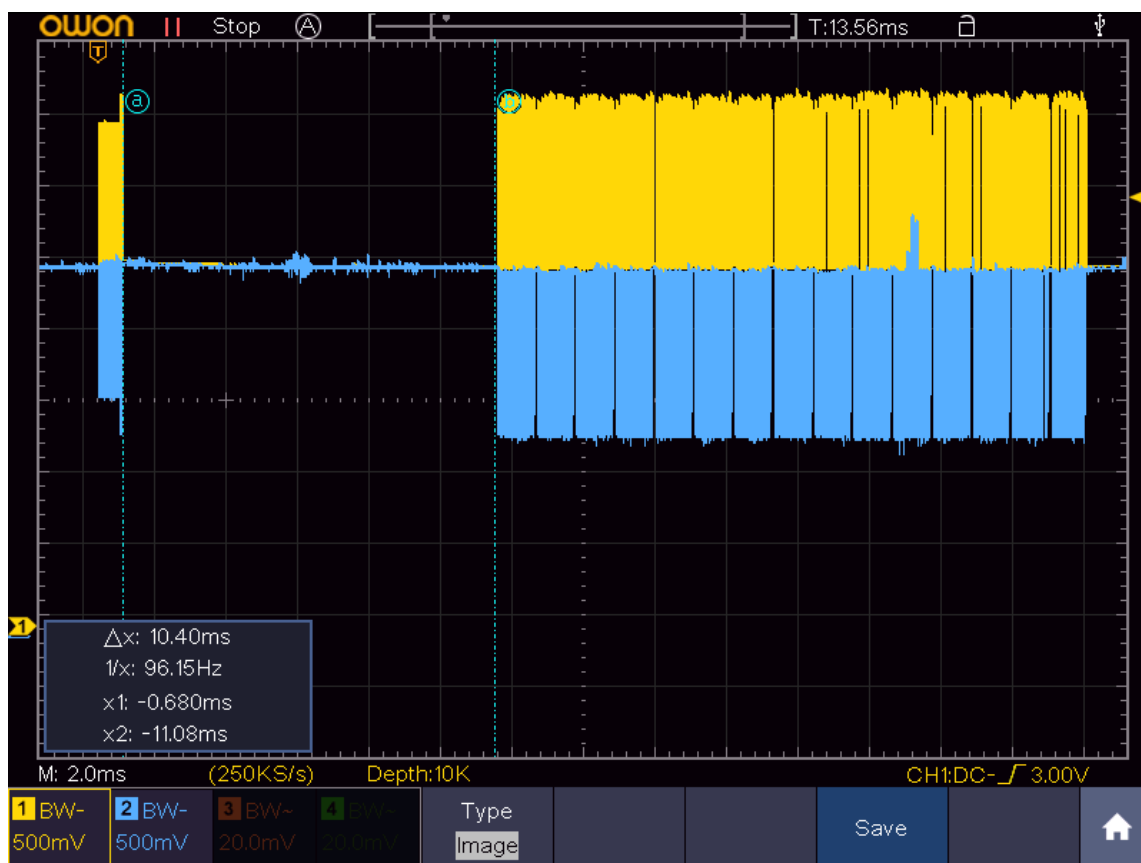 OWON || Stop A T:13.56ms
T
a b
1
△x: 10.40ms
1/x: 96.15Hz
x1: -0.680ms
x2: -11.08ms
M: 2.0ms (250KS/s) Depth:10K CH1:DC- 3.00V
1 BW- 2 BW- 3 BW~ 4 BW~ Type
500mV 500mV 20.0mV 20.0mV Image Save